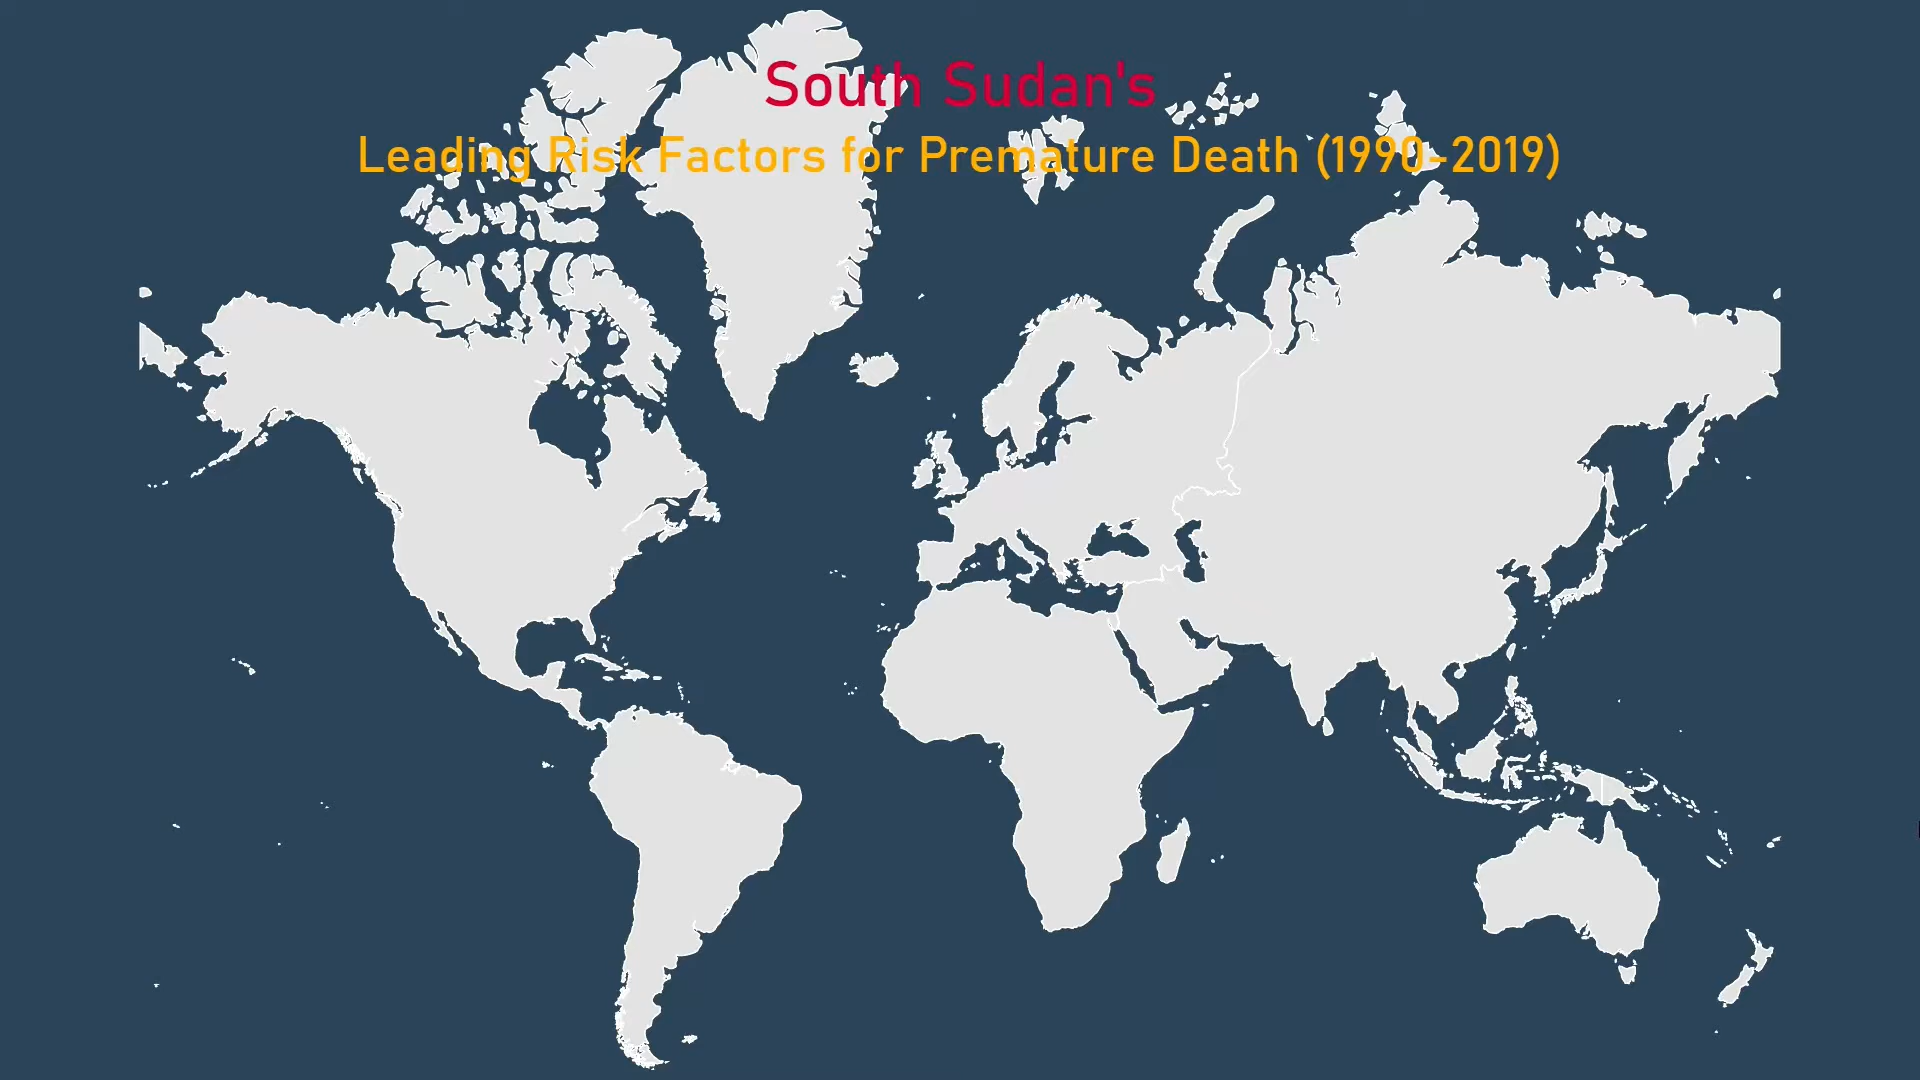 South Sudan's
Leading Risk Factors for Premature Death (1990-2019)